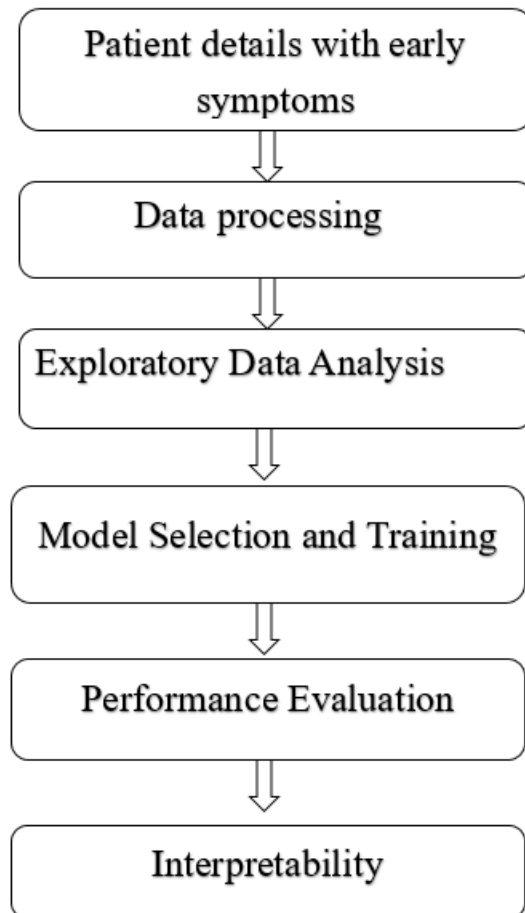 Patient details with early
symptoms
Data processing
Exploratory Data Analysis
Model Selection and Training
Performance Evaluation
Interpretability